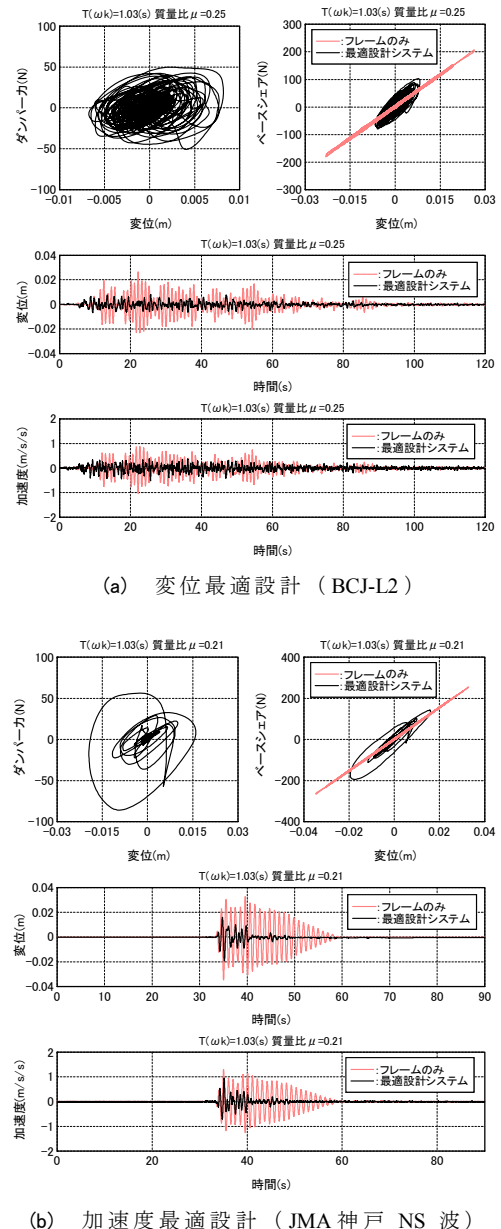 T(ωk)=1.03(s) 質量比μ=0.25
T(ωk)=1.03(s) 質量比μ=0.25
ダンパー力(N)
100
50
0
-50
-100
-0.01
-0.005
0
0.005
0.01
変位(m)
ベースシェア(N)
300
200
100
0
-100
-200
-300
-0.03
-0.015
0
0.015
0.03
変位(m)
:フレームのみ
:最適設計システム
T(ωk)=1.03(s) 質量比μ=0.25
変位(m)
0.04
0.02
0
-0.02
-0.04
0
20
40
60
80
100
120
時間(s)
:フレームのみ
:最適設計システム
T(ωk)=1.03(s) 質量比μ=0.25
加速度(m/s/s)
2
1
0
-1
-2
0
20
40
60
80
100
120
時間(s)
:フレームのみ
:最適設計システム
(a) 変位最適設計（BCJ-L2）
T(ωk)=1.03(s) 質量比μ=0.21
T(ωk)=1.03(s) 質量比μ=0.21
ダンパー力(N)
100
50
0
-50
-100
-0.03
-0.015
0
0.015
0.03
変位(m)
ベースシェア(N)
400
200
0
-200
-400
-0.04
-0.02
0
0.02
0.04
変位(m)
:フレームのみ
:最適設計システム
T(ωk)=1.03(s) 質量比μ=0.21
変位(m)
0.04
0.02
0
-0.02
-0.04
0
10
20
30
40
50
60
70
80
90
時間(s)
:フレームのみ
:最適設計システム
T(ωk)=1.03(s) 質量比μ=0.21
加速度(m/s/s)
2
1
0
-1
-2
0
10
20
30
40
50
60
70
80
90
時間(s)
:フレームのみ
:最適設計システム
(b) 加速度最適設計（JMA神戸 NS 波）